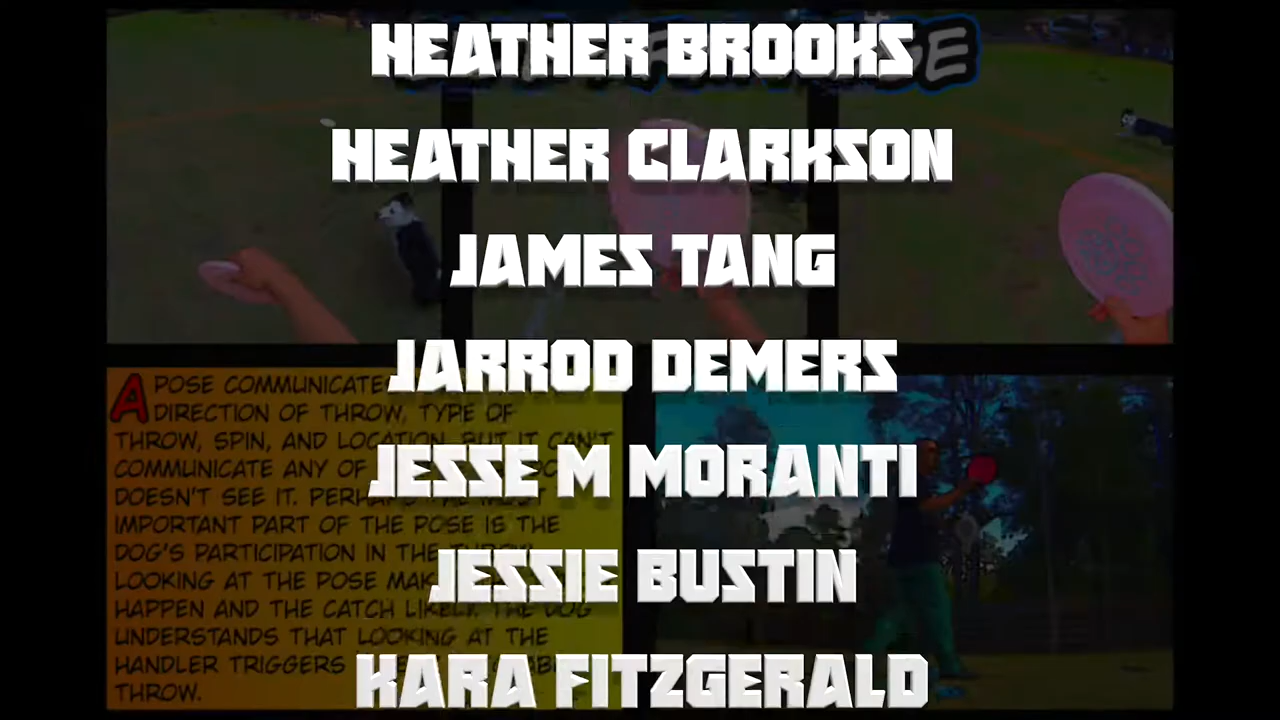 HEATHER BROOKS
HEATHER CLARKSON
JAMES TANG
JARROD DEMERS
JESSE M MORANTI
JESSIE BUSTIN
KARA FITZGERALD
A POSE COMMUNICATES
DIRECTION OF THROW, TYPE OF
THROW, SPIN, AND LOCATION, BUT IT CAN'T
COMMUNICATE ANY OF
DOESN'T SEE IT. PERHAPS
IMPORTANT PART OF THE POSE IS THE
DOG'S PARTICIPATION IN THE THROW.
LOOKING AT THE POSE
HAPPEN AND THE CATCH LIKELY. THE DOG
UNDERSTANDS THAT LOOKING AT THE
HANDLER TRIGGERS
THROW.